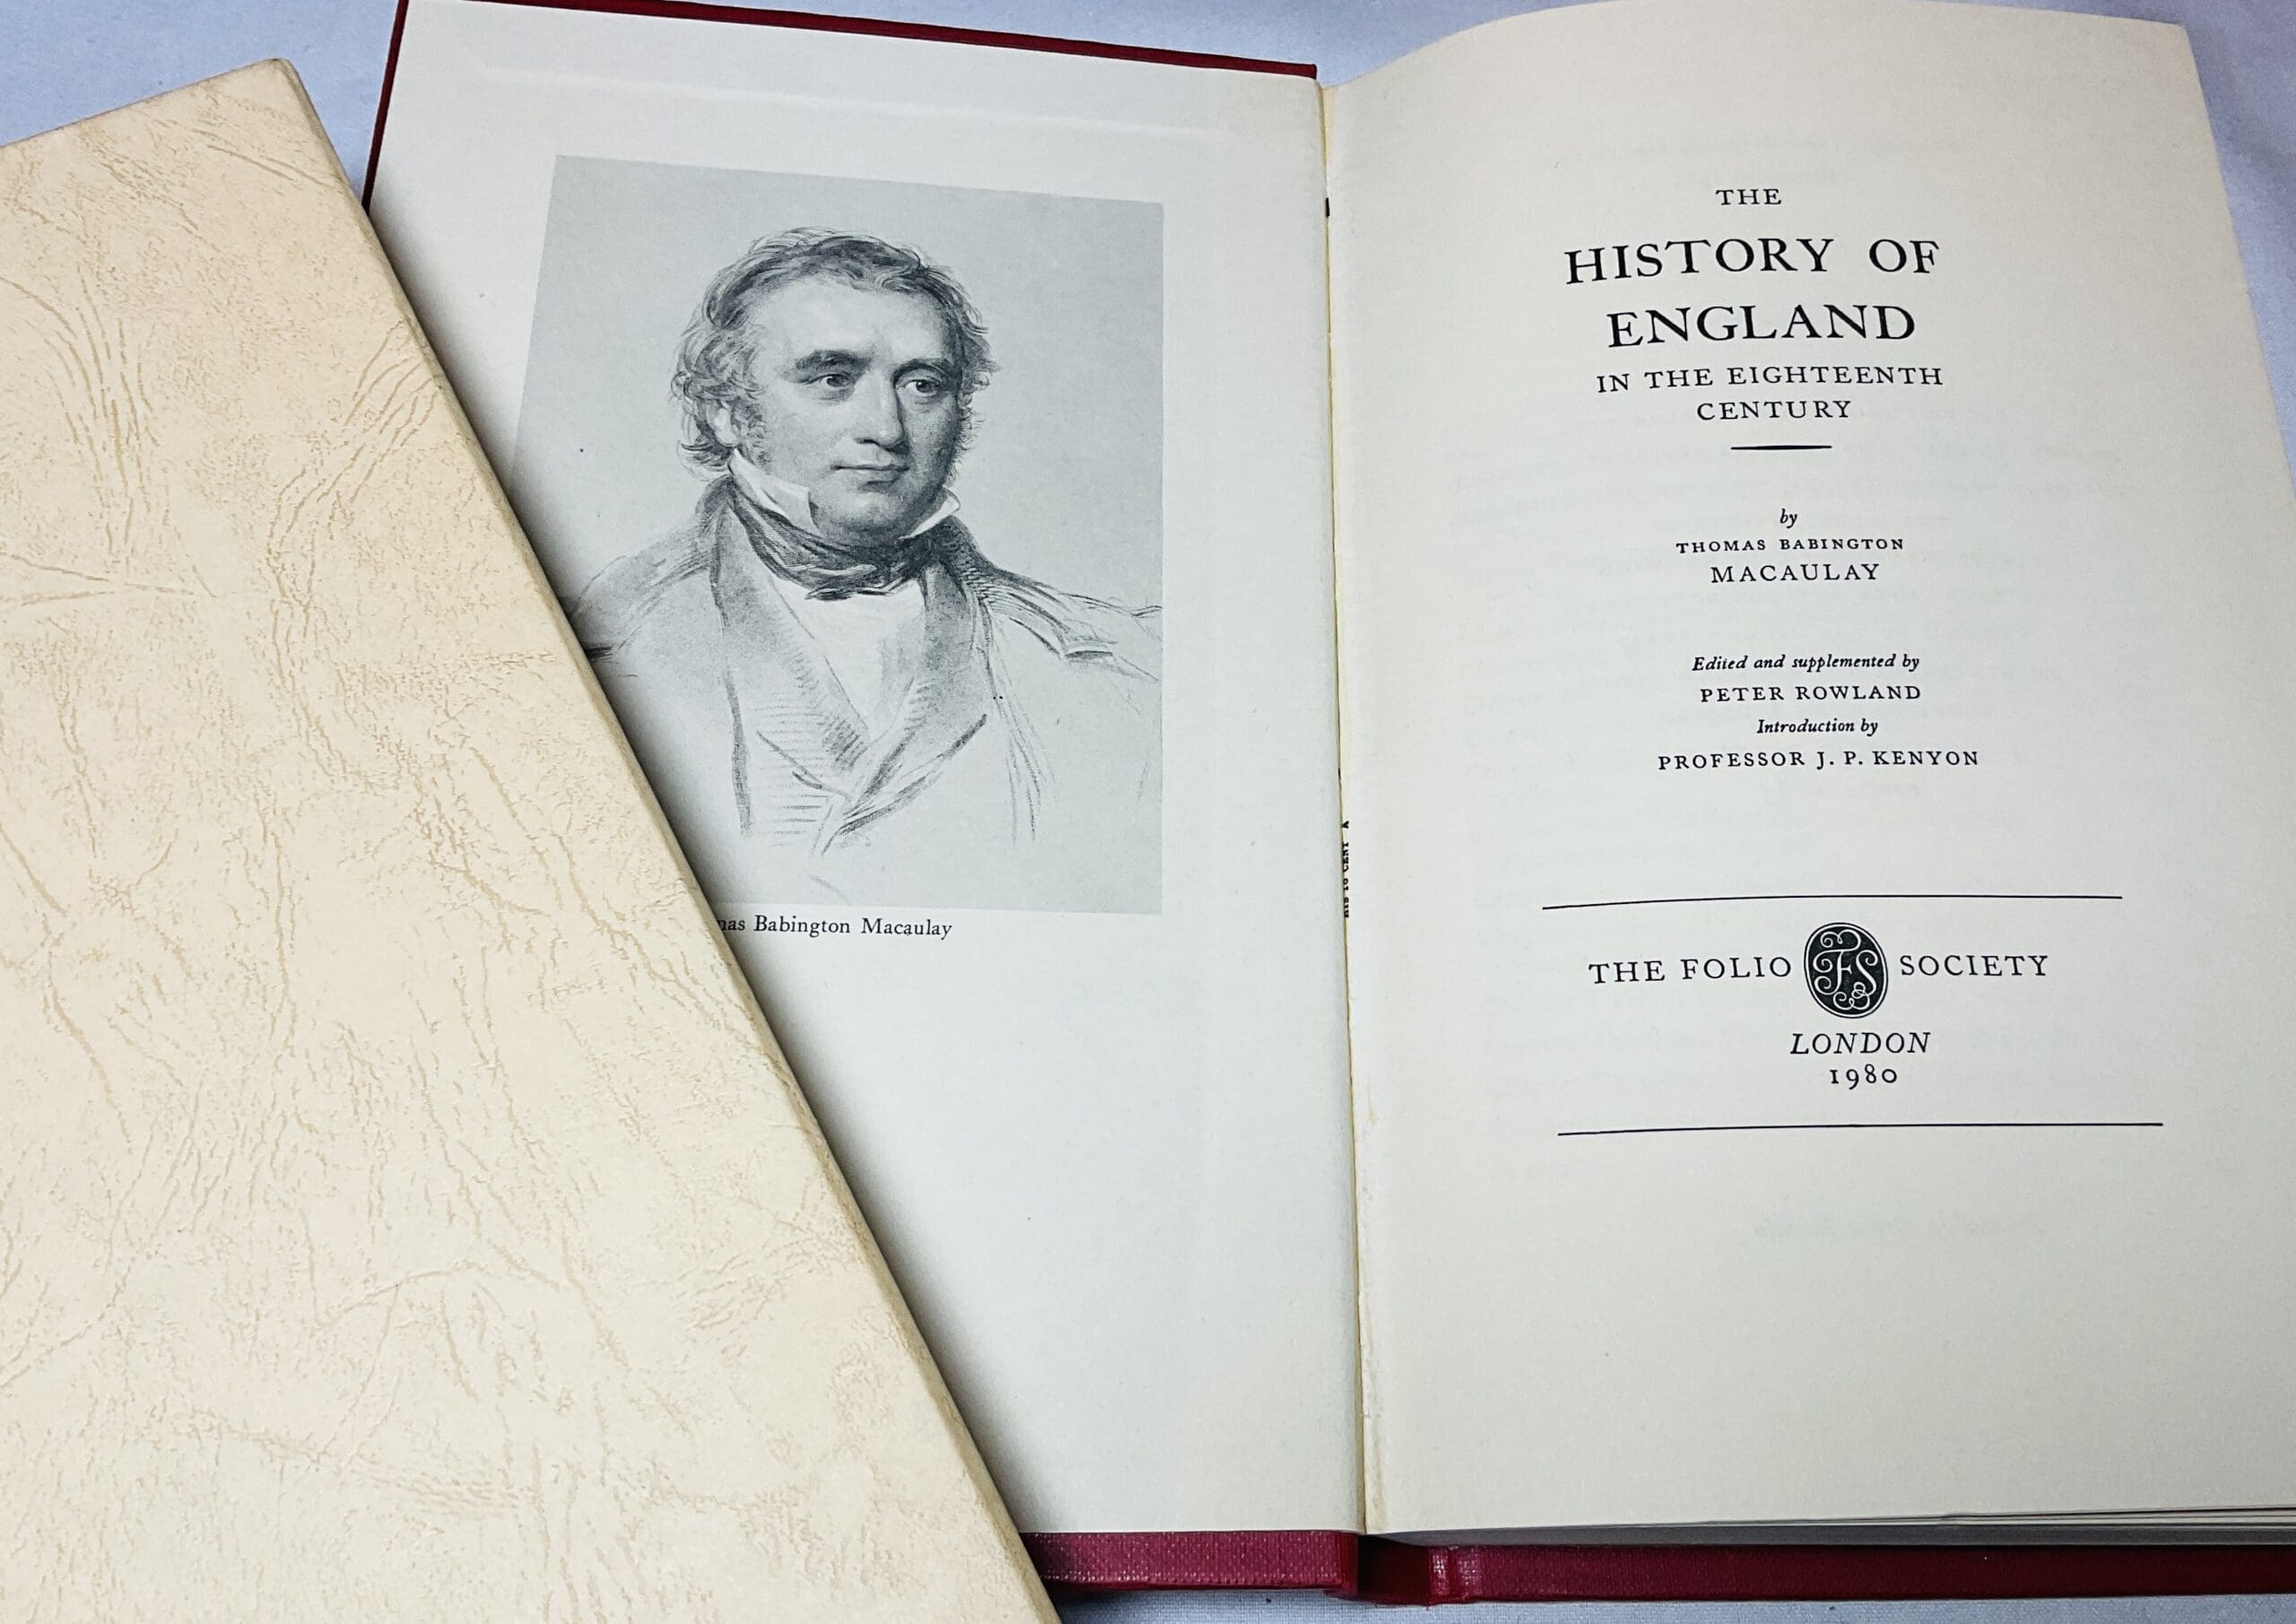 Babington Macaulay
THE
HISTORY OF
ENGLAND
IN THE EIGHTEENTH
CENTURY
by
THOMAS BABINGTON
MACAULAY
Edited and supplemented by
PETER ROWLAND
Introduction by
PROFESSOR J. P. KENYON
THE FOLIO FS SOCIETY
LONDON
1980